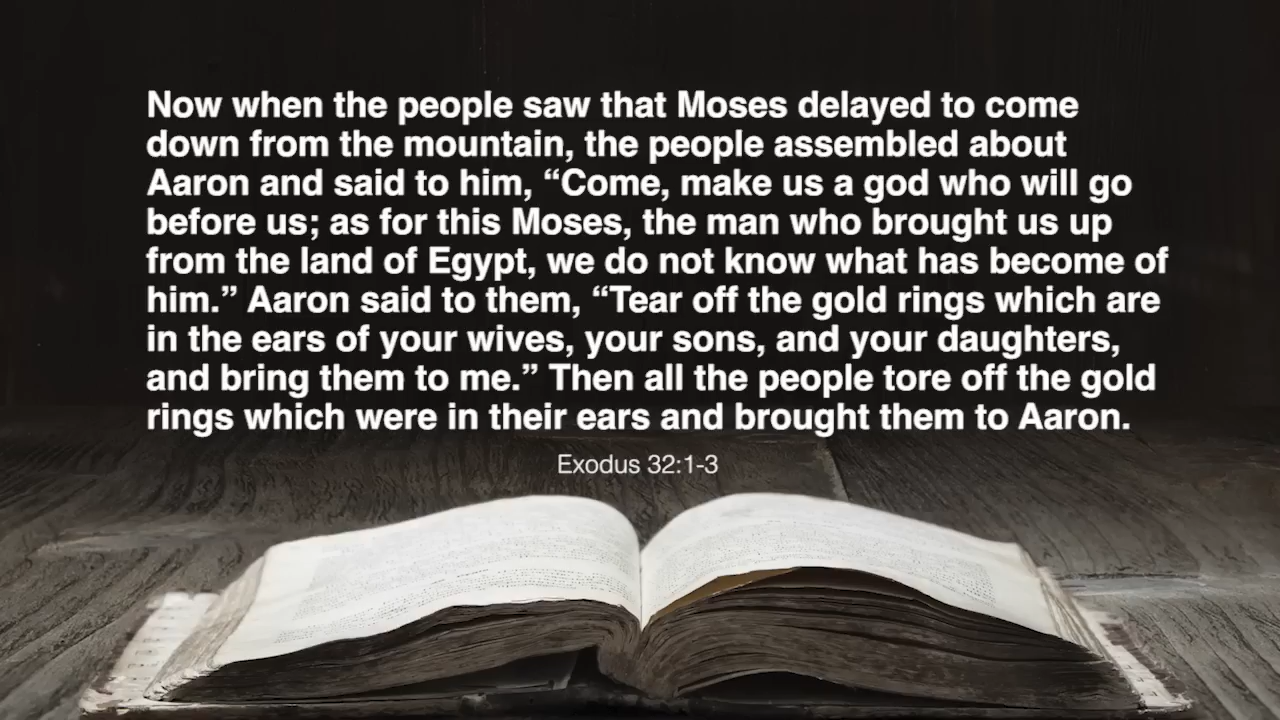 Now when the people saw that Moses delayed to come
down from the mountain, the people assembled about
Aaron and said to him, “Come, make us a god who will go
before us; as for this Moses, the man who brought us up
from the land of Egypt, we do not know what has become of
him.” Aaron said to them, “Tear off the gold rings which are
in the ears of your wives, your sons, and your daughters,
and bring them to me.” Then all the people tore off the gold
rings which were in their ears and brought them to Aaron.
Exodus 32:1-3